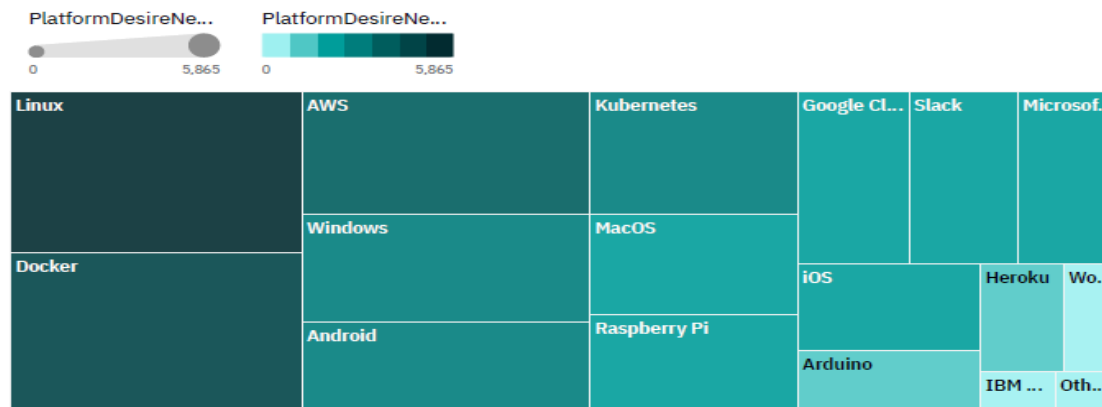 PlatformDesireNe... PlatformDesireNe...
0 5,865 0 5,865
Linux AWS Kubernetes Google Cl... Slack Microsof..
Windows MacOS
Docker iOS Heroku Wo..
Android Raspberry Pi
Arduino
IBM ... Oth..